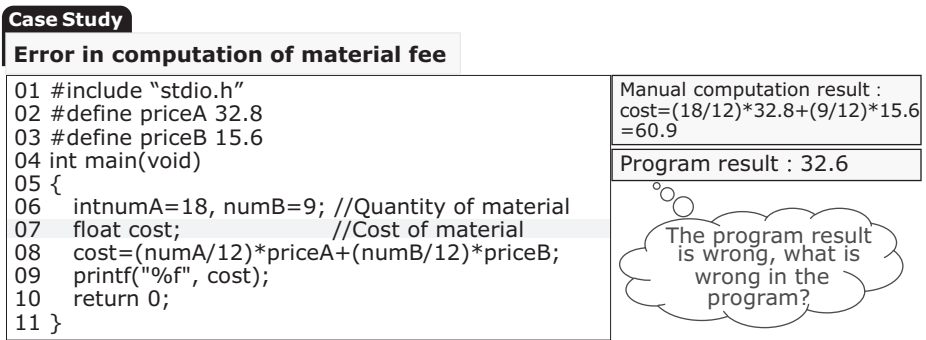 Case Study
Error in computation of material fee
01 #include “stdio.h”
02 #define priceA 32.8
03 #define priceB 15.6
04 int main(void)
05 {
06 intnumA=18, numB=9; //Quantity of material
07 float cost; //Cost of material
08 cost=(numA/12)*priceA+(numB/12)*priceB;
09 printf("%f", cost);
10 return 0;
11 }
Manual computation result :
cost=(18/12)*32.8+(9/12)*15.6
=60.9
Program result : 32.6
The program result
is wrong, what is
wrong in the
program?